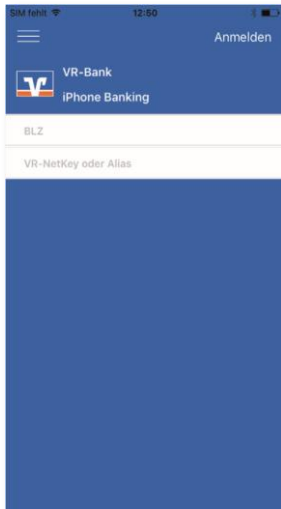 SIM fehlt 12:50
Anmelden
VR-Bank
iPhone Banking
BLZ
VR-NetKey oder Alias